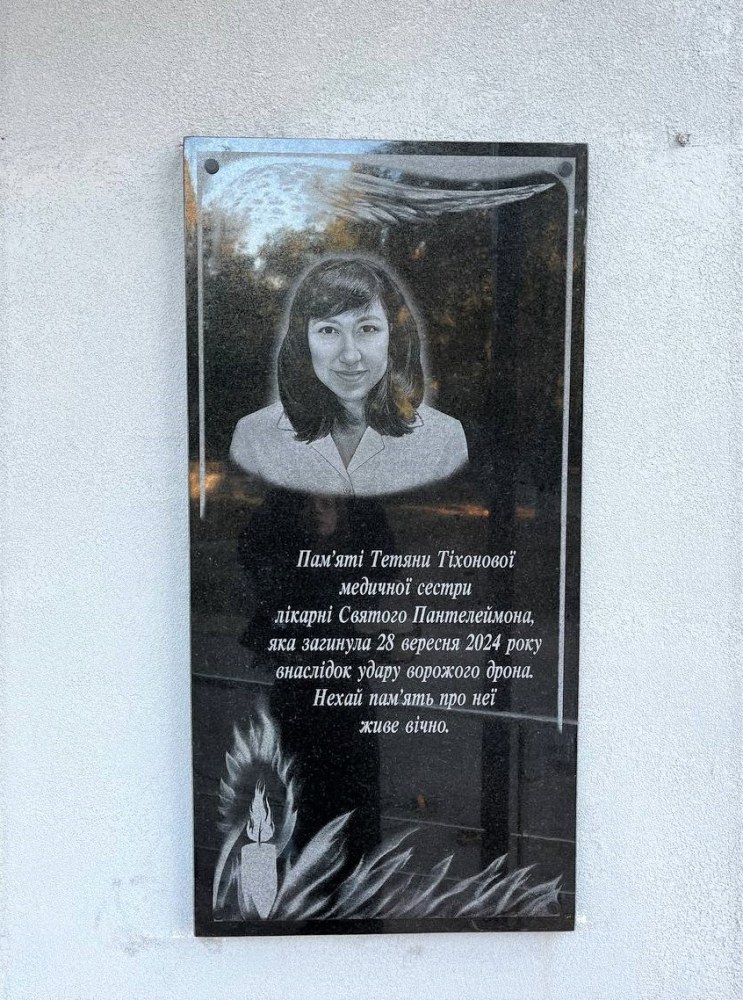 Пам'яті Тетяни Тіхонової
медичної сестри
лікарні Святого Пантелеймона,
яка загинула 28 вересня 2024 року
внаслідок удару ворожого дрона.
Нехай пам'ять про неї
живе вічно.